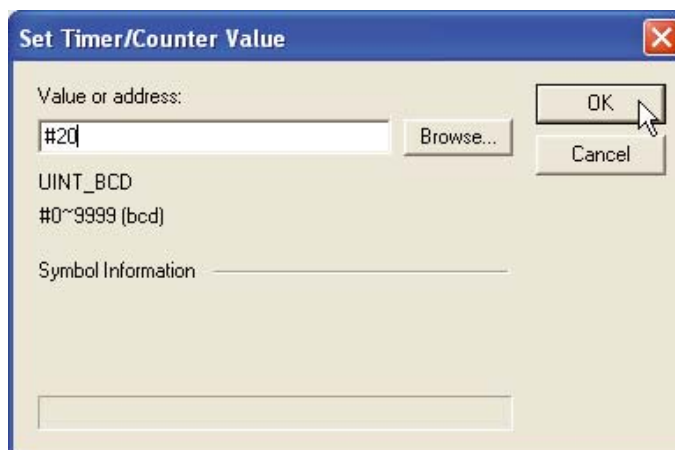 Set Timer/Counter Value
Value or address:
#20
Browse...
OK
Cancel
UINT_BCD
#0~9999 (bcd)
Symbol Information